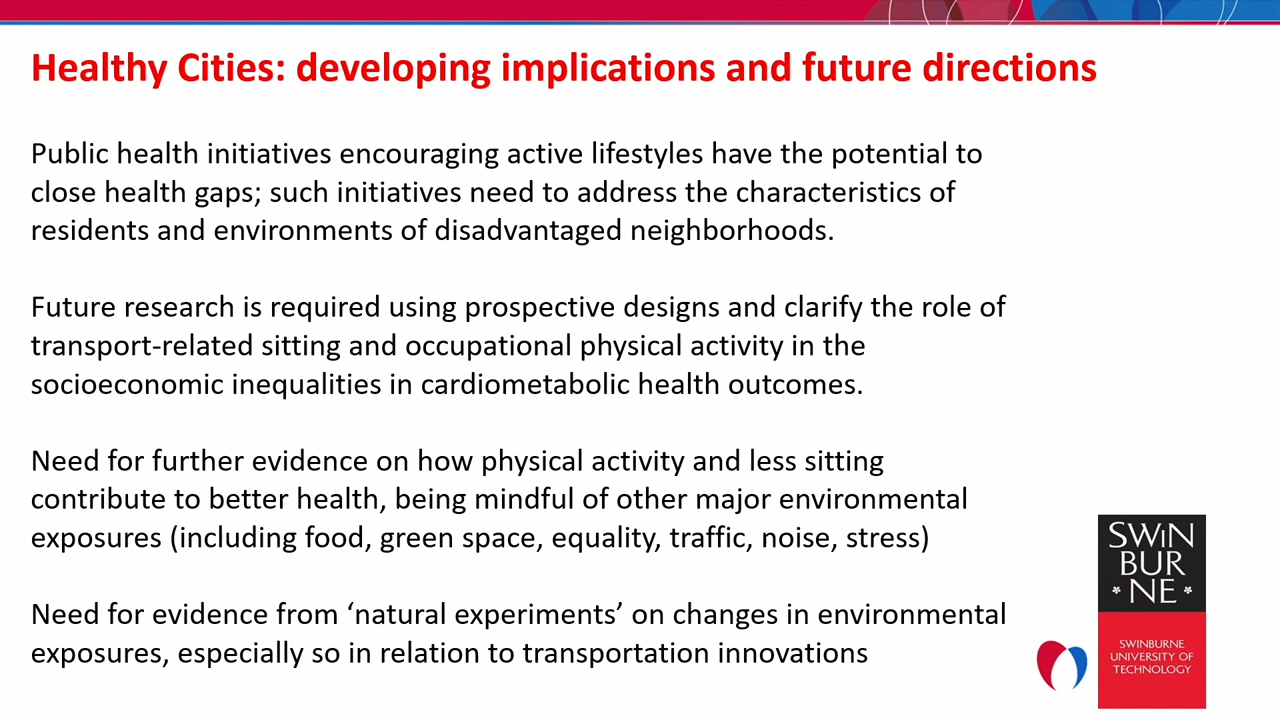 Healthy Cities: developing implications and future directions
Public health initiatives encouraging active lifestyles have the potential to
close health gaps; such initiatives need to address the characteristics of
residents and environments of disadvantaged neighborhoods.
Future research is required using prospective designs and clarify the role of
transport-related sitting and occupational physical activity in the
socioeconomic inequalities in cardiometabolic health outcomes.
Need for further evidence on how physical activity and less sitting
contribute to better health, being mindful of other major environmental
exposures (including food, green space, equality, traffic, noise, stress)
Need for evidence from ‘natural experiments’ on changes in environmental
exposures, especially so in relation to transportation innovations
SWiN
BUR
NE
SWINBURNE
UNIVERSITY OF
TECHNOLOGY